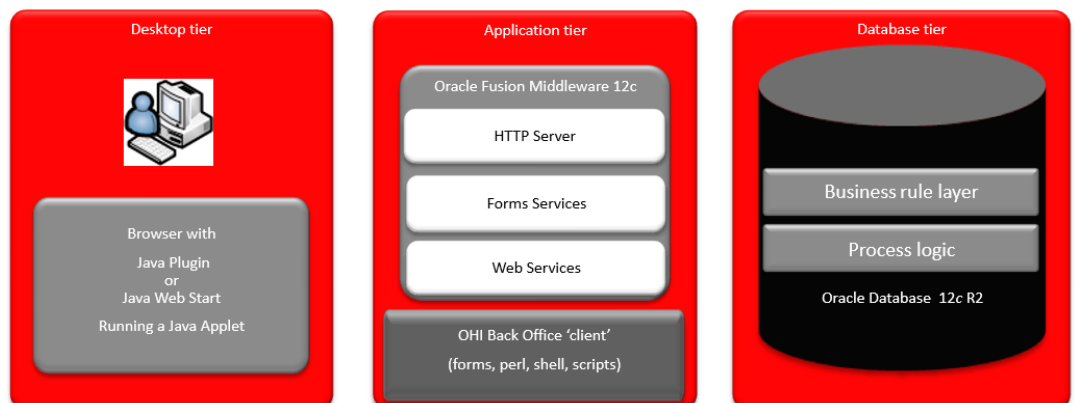 Desktop tier
Browser with
Java Plugin
or
Java Web Start
Running a Java Applet
Application tier
Oracle Fusion Middleware 12c
HTTP Server
Forms Services
Web Services
OHI Back Office ‘client’
(forms, perl, shell, scripts)
Database tier
Business rule layer
Process logic
Oracle Database 12c R2